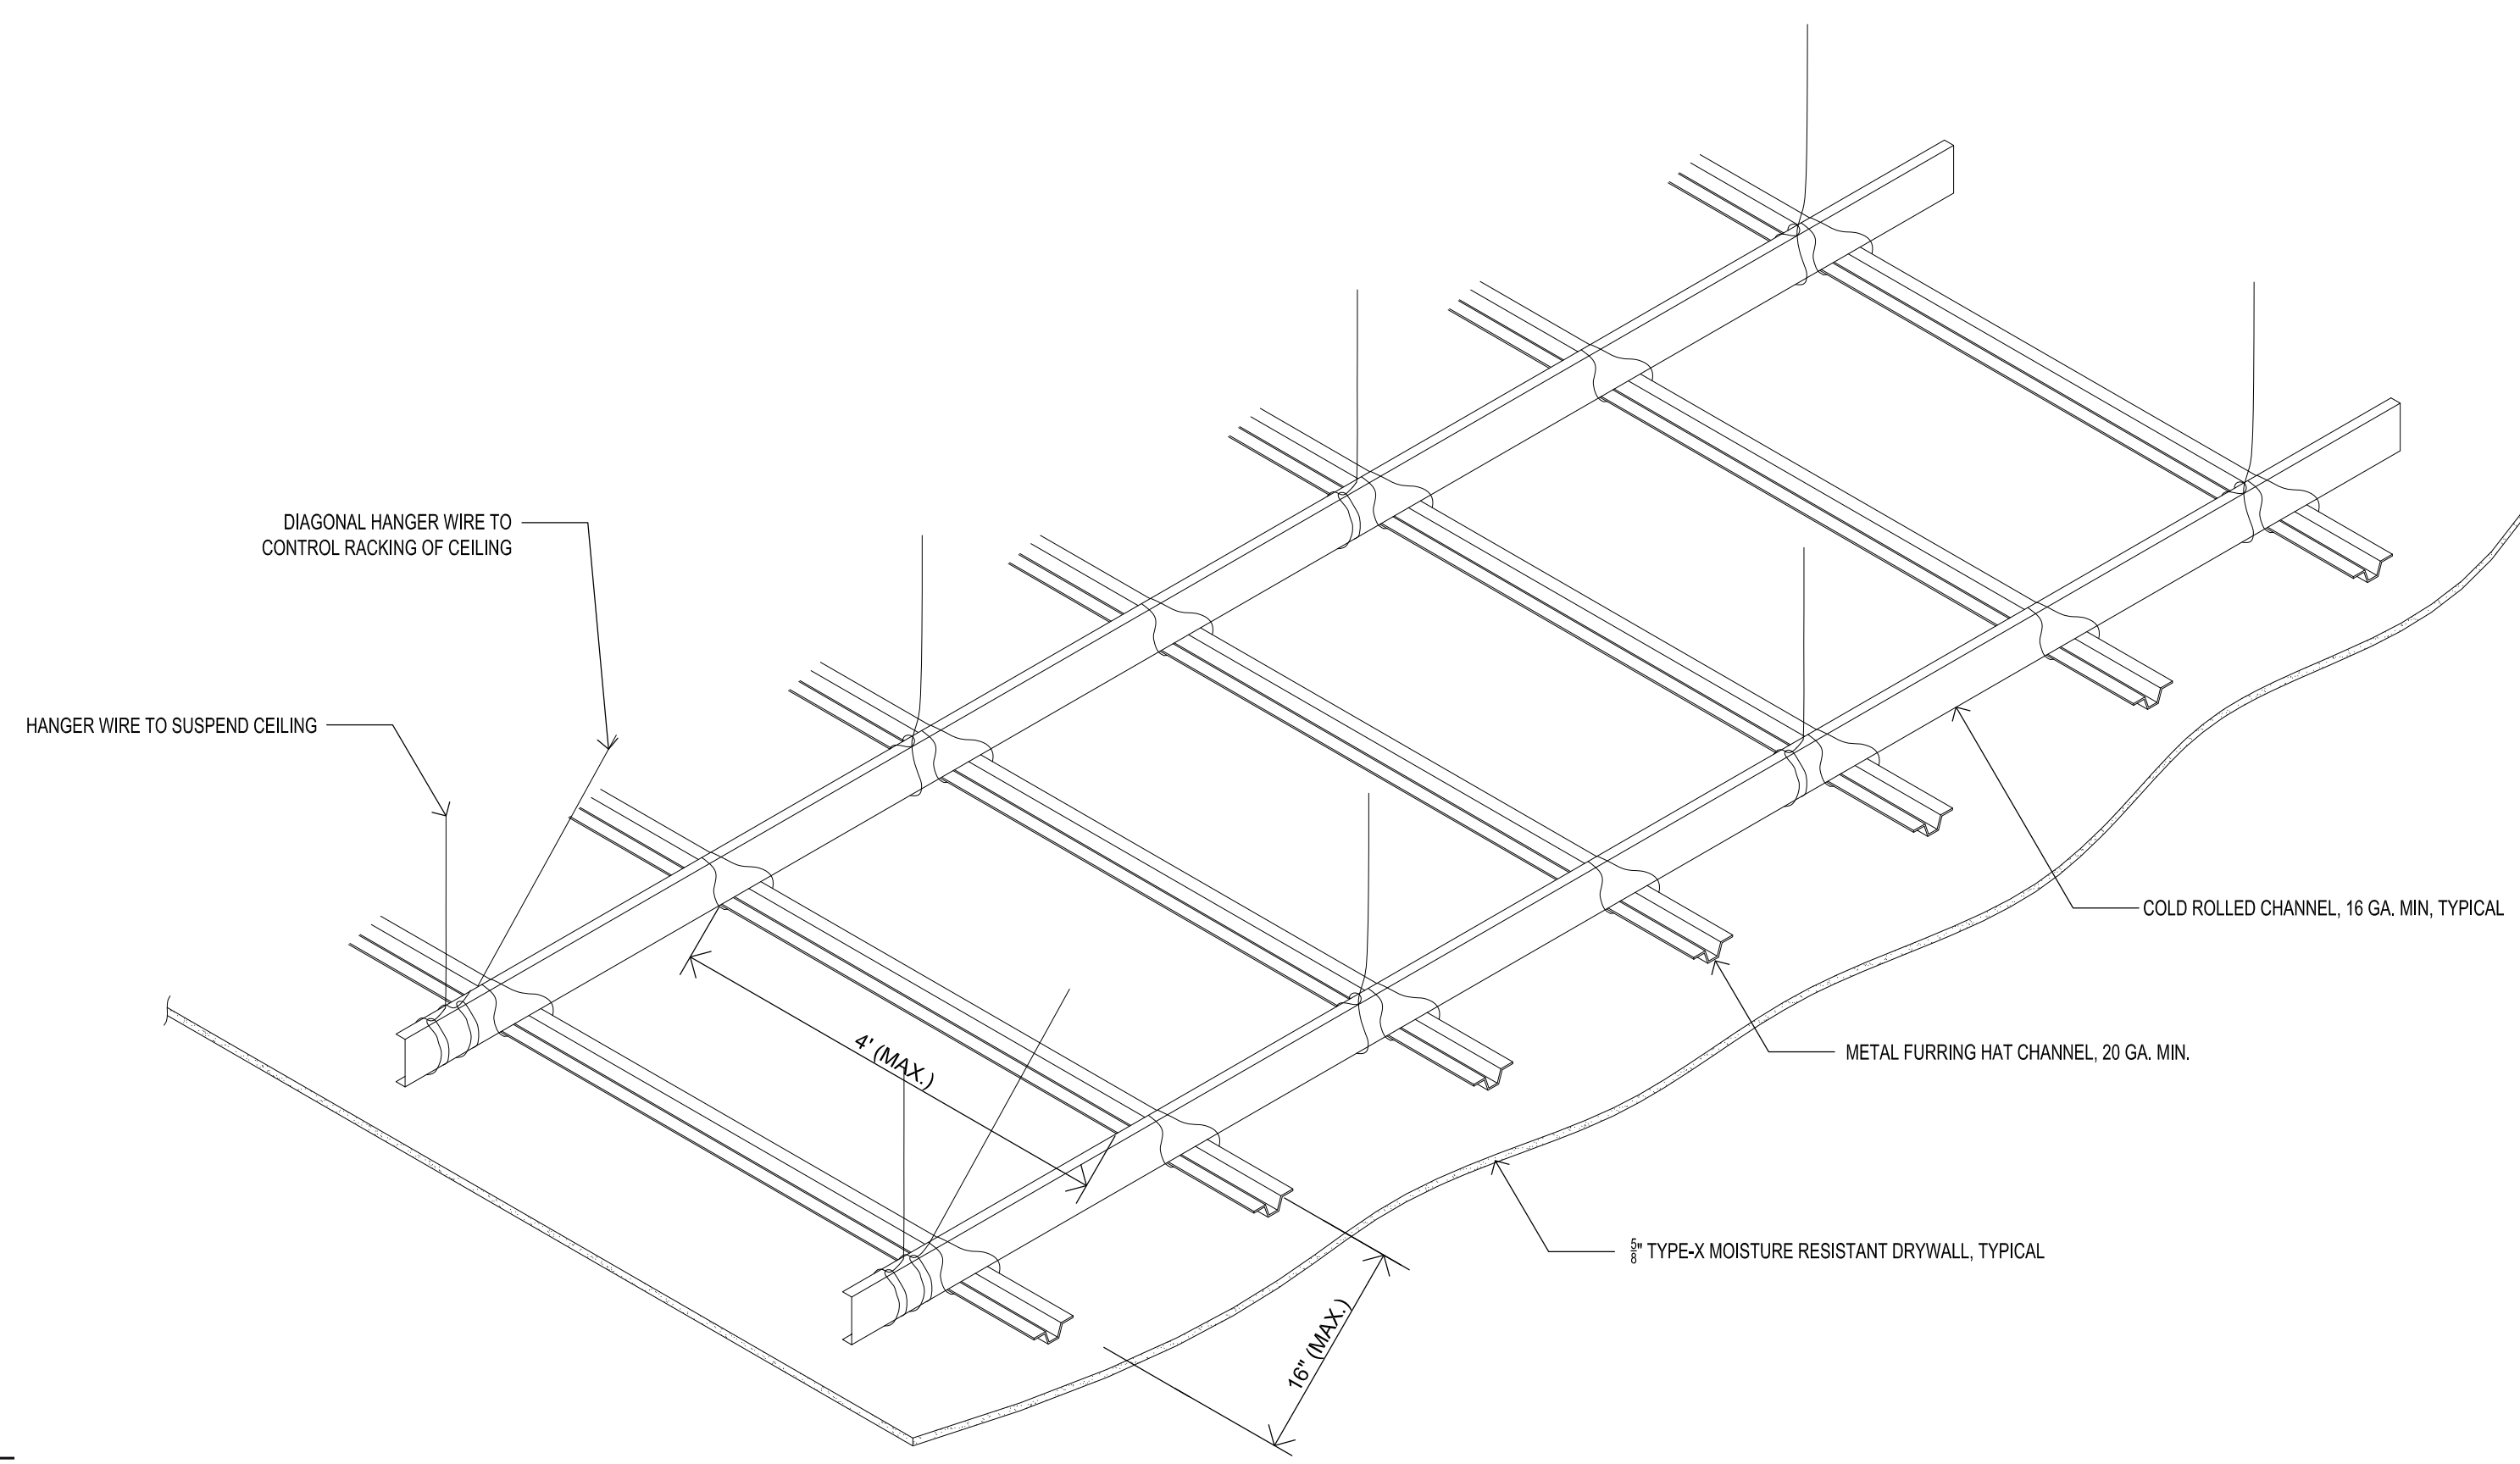 DIAGONAL HANGER WIRE TO
CONTROL RACKING OF CEILING
HANGER WIRE TO SUSPEND CEILING
COLD ROLLED CHANNEL, 16 GA. MIN, TYPICAL
4' (MAX.)
METAL FURRING HAT CHANNEL, 20 GA. MIN.
5/8" TYPE-X MOISTURE RESISTANT DRYWALL, TYPICAL
16" (MAX.)